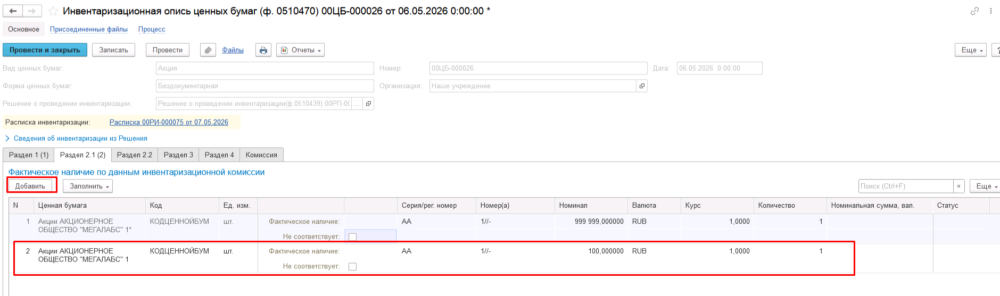 Инвентаризационная опись ценных бумаг (ф. 0510470) 00ЦБ-000026 от 06.05.2026 0:00:00 *
Основное Присоединенные файлы Процесс
Провести и закрыть Записать Провести Файлы Отчеты Еще ?
Вид ценных бумаг: Акция Номер: 00ЦБ-000026 Дата: 06.05.2026 0:00:00
Форма ценных бумаг: Бездокументарная Организация: Наше учреждение
Решение о проведении инвентаризации: Решение о проведении инвентаризации(ф.0510439) 00РП-00 ...
Расписка инвентаризации: Расписка 00РИ-000075 от 07.05.2026
Сведения об инвентаризации из Решения
Раздел 1 (1) Раздел 2.1 (2) Раздел 2.2 Раздел 3 Раздел 4 Комиссия
Фактическое наличие по данным инвентаризационной комиссии
Добавить Заполнить Поиск (Ctrl+F) × Еще
N Ценная бумага Код Ед. изм. Серия/рег. номер Номер(а) Номинал Валюта Курс Количество Номинальная сумма, вал. Статус
1 Акции АКЦИОНЕРНОЕ КОДЦЕННОЙБУМ шт. Фактическое наличие: АА 1//- 999 999,000000 RUB 1,0000 1
ОБЩЕСТВО "МЕГАЛАБС" 1*
Не соответствует:
2 Акции АКЦИОНЕРНОЕ КОДЦЕННОЙБУМ шт. Фактическое наличие: АА 1//- 100,000000 RUB 1,0000 1
ОБЩЕСТВО "МЕГАЛАБС" 1
Не соответствует: